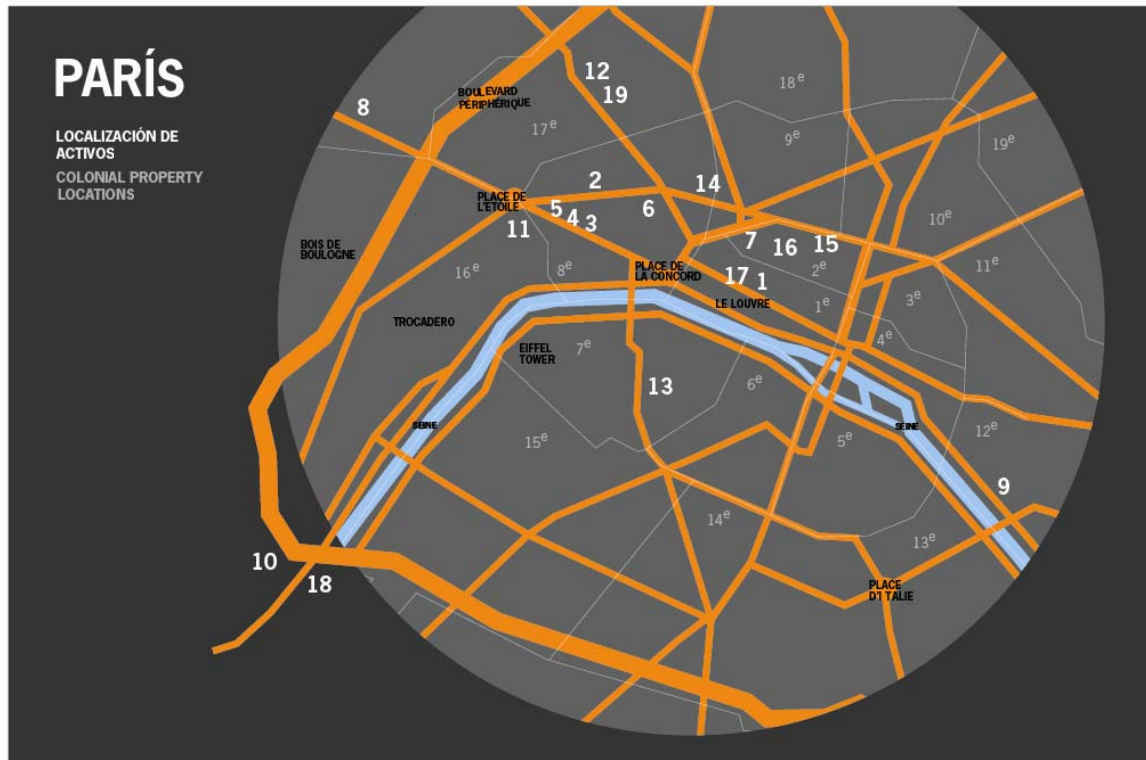 PARÍS
LOCALIZACIÓN DE
ACTIVOS
COLONIAL PROPERTY
LOCATIONS
BOULEVARD
PÉRIPHÉRIQUE
8
12
19
18e
17e
9e
19e
PLACE DE
L'ETOILE
2
14
5
4
3
6
11
7
16
15
10e
BOIS DE
BOULOGNE
16e
8e
PLACE DE
LA CONCORD
17
1
2e
11e
LE LOUVRE
1e
3e
TROCADERO
EIFFEL
TOWER
7e
4e
13
6e
SEINE
15e
5e
SEINE
12e
9
14e
13e
10
18
PLACE
D'I TALIE